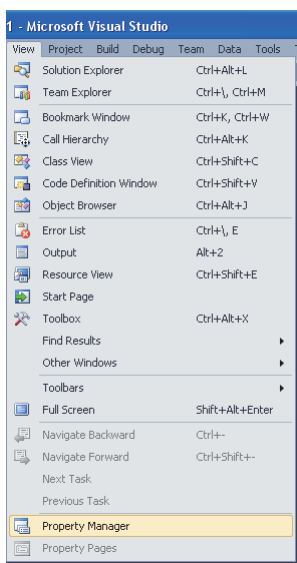 1 - Microsoft Visual Studio
View Project Build Debug Team Data Tools
Solution Explorer Ctrl+Alt+L
Team Explorer Ctrl+\, Ctrl+M
Bookmark Window Ctrl+K, Ctrl+W
Call Hierarchy Ctrl+Alt+K
Class View Ctrl+Shift+C
Code Definition Window Ctrl+Shift+V
Object Browser Ctrl+Alt+J
Error List Ctrl+\, E
Output Alt+2
Resource View Ctrl+Shift+E
Start Page
Toolbox Ctrl+Alt+X
Find Results
Other Windows
Toolbars
Full Screen Shift+Alt+Enter
Navigate Backward Ctrl+-
Navigate Forward Ctrl+Shift+-
Next Task
Previous Task
Property Manager
Property Pages